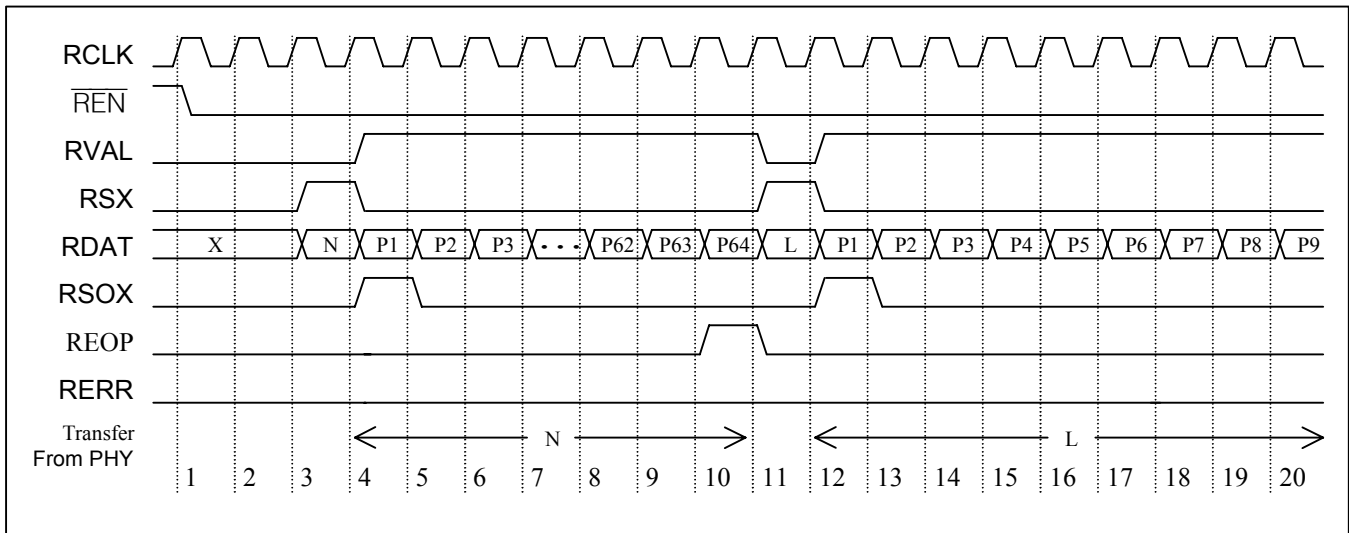 RCLK
REN
RVAL
RSX
RDAT X N P1 P2 P3 • • • P62 P63 P64 L P1 P2 P3 P4 P5 P6 P7 P8 P9
RSOX
REOP
RERR
Transfer N L
From PHY
1 2 3 4 5 6 7 8 9 10 11 12 13 14 15 16 17 18 19 20